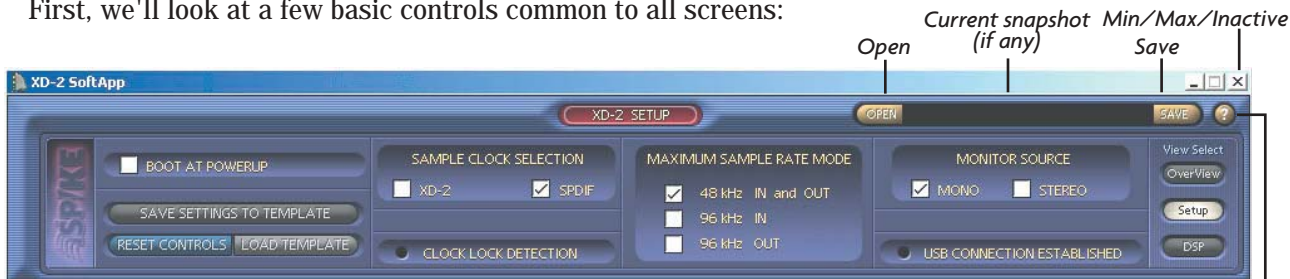 First, we'll look at a few basic controls common to all screens:
Current snapshot
(if any)
Min/Max/Inactive
Open
Save
XD-2 SoftApp
XD-2 SETUP
OPEN
SAVE
?
SP/KE
BOOT AT POWERUP
SAVE SETTINGS TO TEMPLATE
RESET CONTROLS
LOAD TEMPLATE
SAMPLE CLOCK SELECTION
XD-2
SPDIF
CLOCK LOCK DETECTION
MAXIMUM SAMPLE RATE MODE
48 kHz IN and OUT
96 kHz IN
96 kHz OUT
MONITOR SOURCE
MONO
STEREO
USB CONNECTION ESTABLISHED
View Select
OverView
Setup
DSP